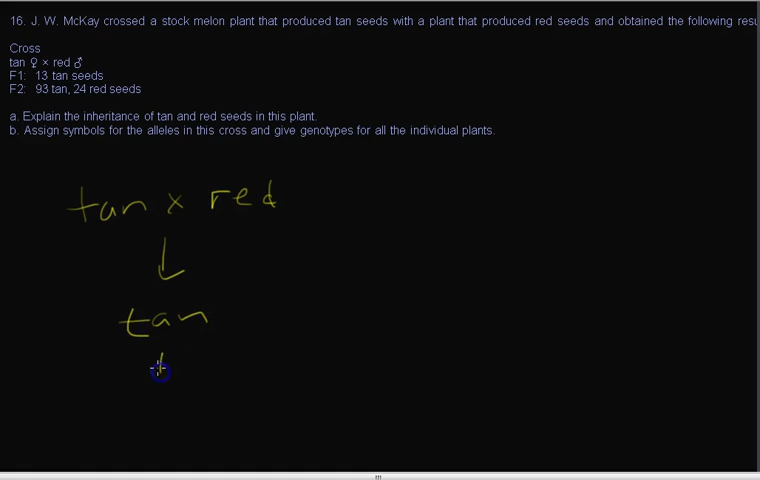 16. J. W. McKay crossed a stock melon plant that produced tan seeds with a plant that produced red seeds and obtained the following
Cross
tan ♀ × red ♂
F1: 13 tan seeds
F2: 93 tan, 24 red seeds
a. Explain the inheritance of tan and red seeds in this plant.
b. Assign symbols for the alleles in this cross and give genotypes for all the individual plants.
tan × red
↓
tan